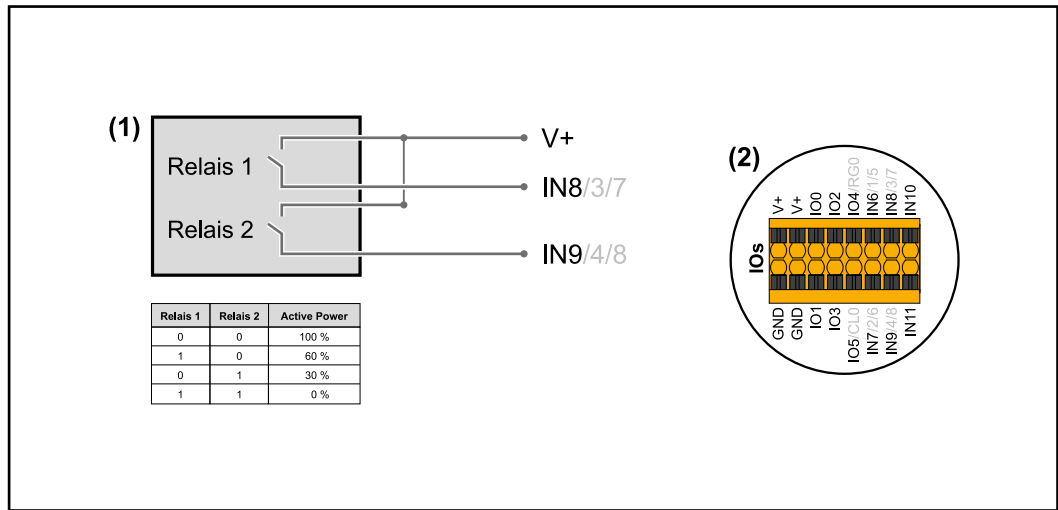 (1)
Relais 1
Relais 2
V+
IN8/3/7
IN9/4/8
Relais 1 Relais 2 Active Power
0 0 100 %
1 0 60 %
0 1 30 %
1 1 0 %
(2)
IOs
V+
V+
IO0
IO2
IO4/RG0
IN6/1/5
IN8/3/7
IN10
GND
GND
IO1
IO3
IO5/CL0
IN7/2/6
IN9/4/8
IN11